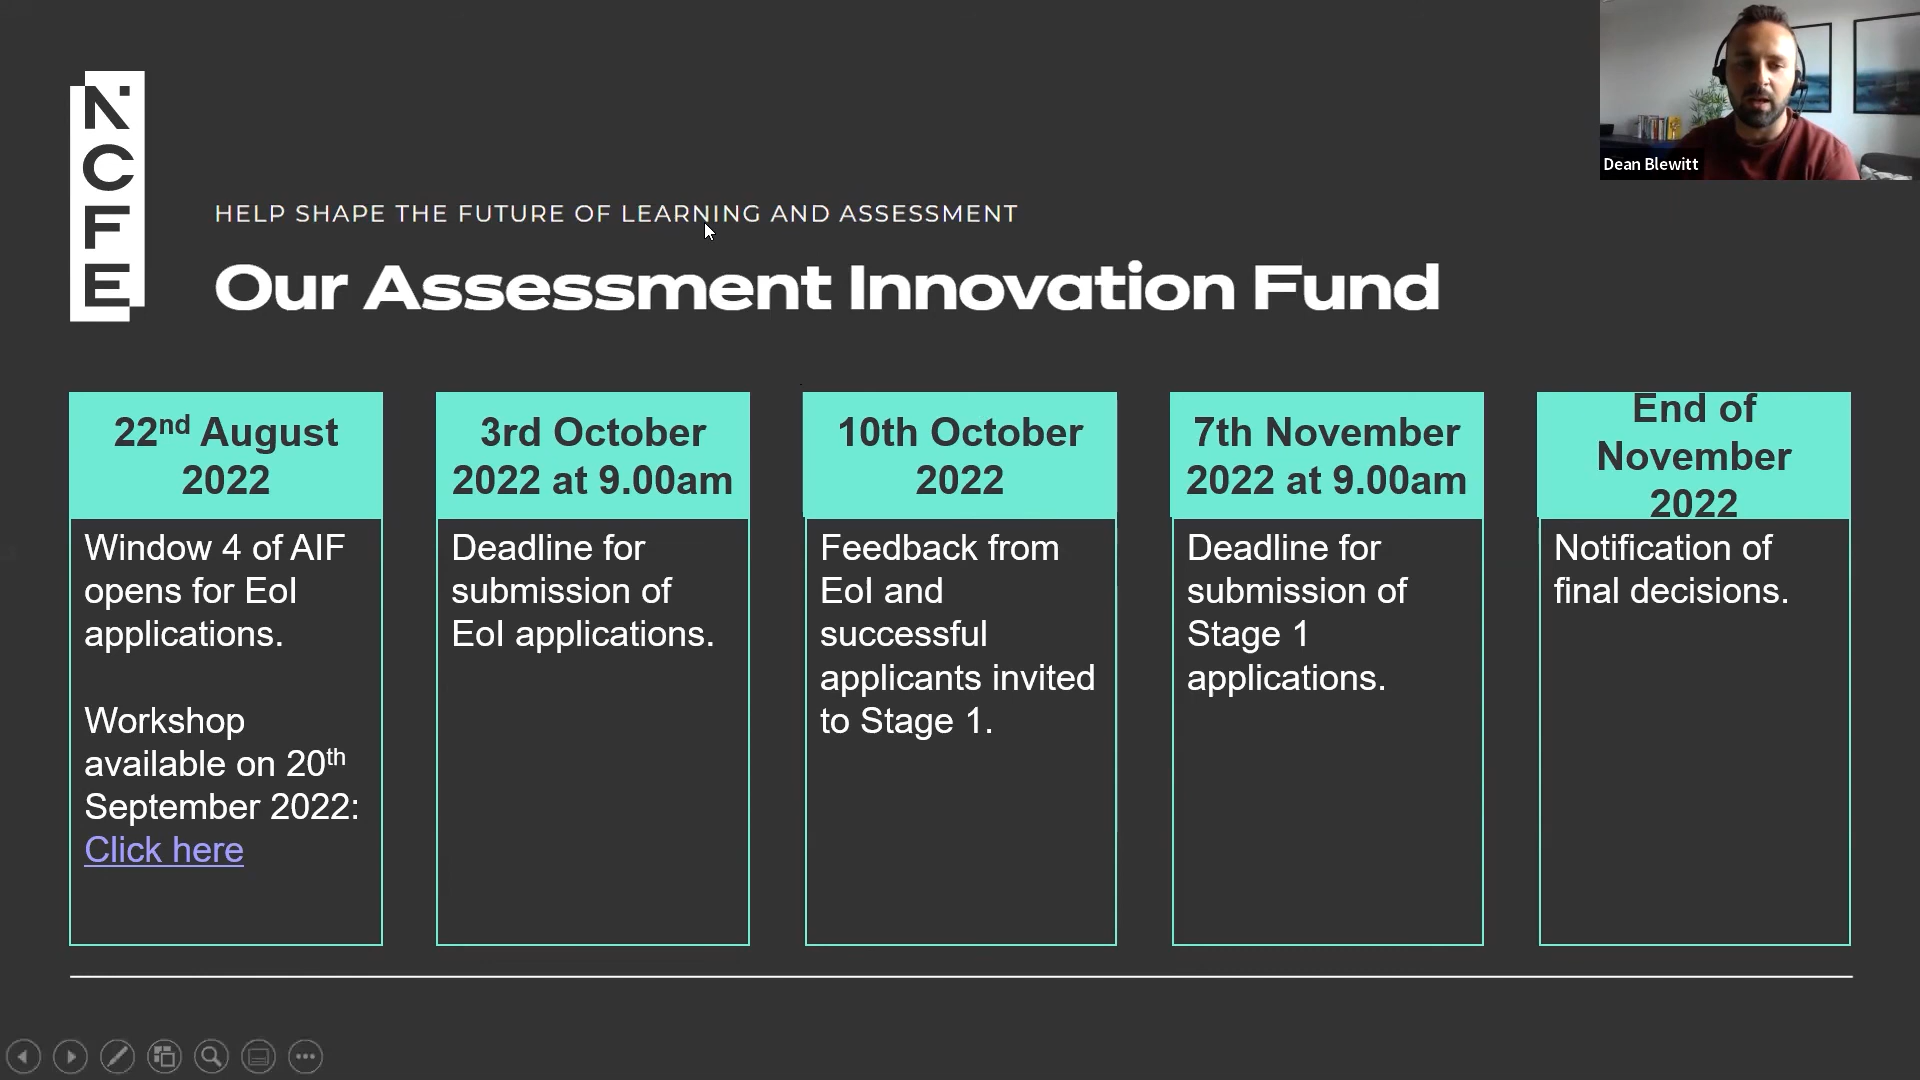 NCFE
Dean Blewitt
HELP SHAPE THE FUTURE OF LEARNING AND ASSESSMENT
Our Assessment Innovation Fund
22nd August
2022
Window 4 of AIF
opens for EoI
applications.
Workshop
available on 20th
September 2022:
Click here
3rd October
2022 at 9.00am
Deadline for
submission of
EoI applications.
10th October
2022
Feedback from
EoI and
successful
applicants invited
to Stage 1.
7th November
2022 at 9.00am
Deadline for
submission of
Stage 1
applications.
End of
November
2022
Notification of
final decisions.